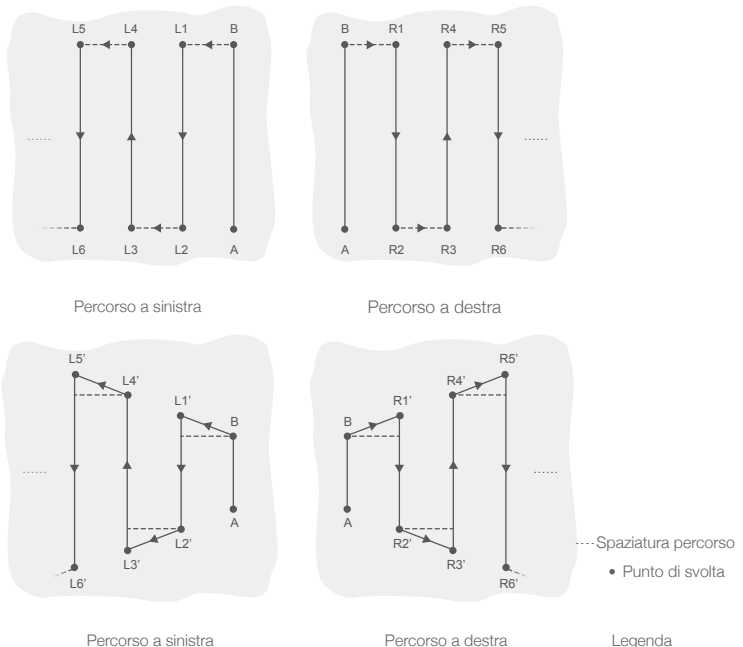 L5 L4 L1 B
L6 L3 L2 A
Percorso a sinistra
B R1 R4 R5
A R2 R3 R6
Percorso a destra
L5’
L4’
L1’
B
A
L2’
L3’
L6’
Percorso a sinistra
R5’
R4’
R1’
B
A
R2’
R3’
R6’
Percorso a destra
Spaziatura percorso
Punto di svolta
Legenda